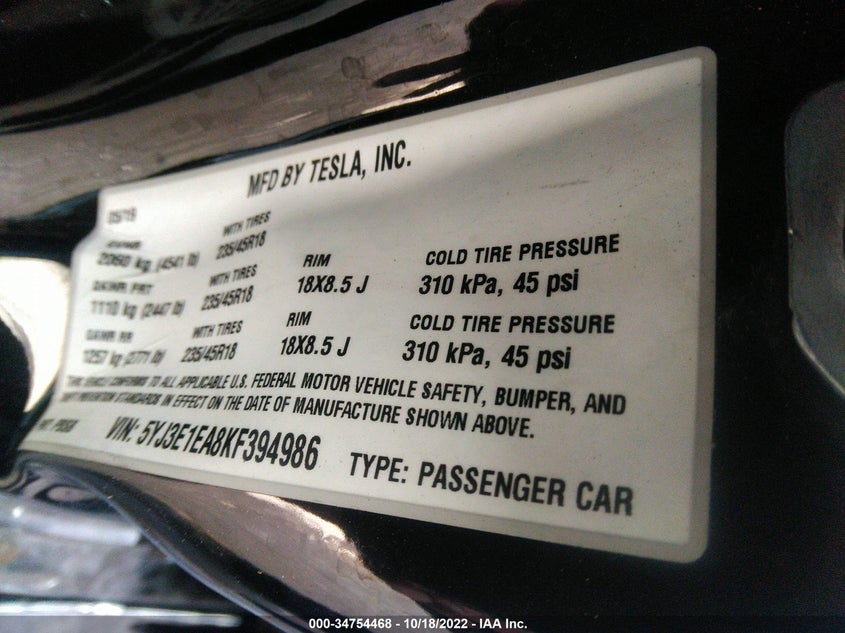 MFD BY TESLA, INC.
05/19
2060 kg (4541 lb)
WITH TIRES
235/45R18
RIM
18X8.5 J
COLD TIRE PRESSURE
310 kPa, 45 psi
GAWR FRT
1110 kg (2447 lb)
WITH TIRES
235/45R18
RIM
18X8.5 J
COLD TIRE PRESSURE
310 kPa, 45 psi
GAWR RR
1257 kg (2771 lb)
WITH TIRES
235/45R18
THIS VEHICLE CONFORMS TO ALL APPLICABLE U.S. FEDERAL MOTOR VEHICLE SAFETY, BUMPER, AND
THEFT PREVENTION STANDARDS IN EFFECT ON THE DATE OF MANUFACTURE SHOWN ABOVE.
VIN: 5YJ3E1EA8KF394986
TYPE: PASSENGER CAR
000-34754468 - 10/18/2022 - IAA Inc.